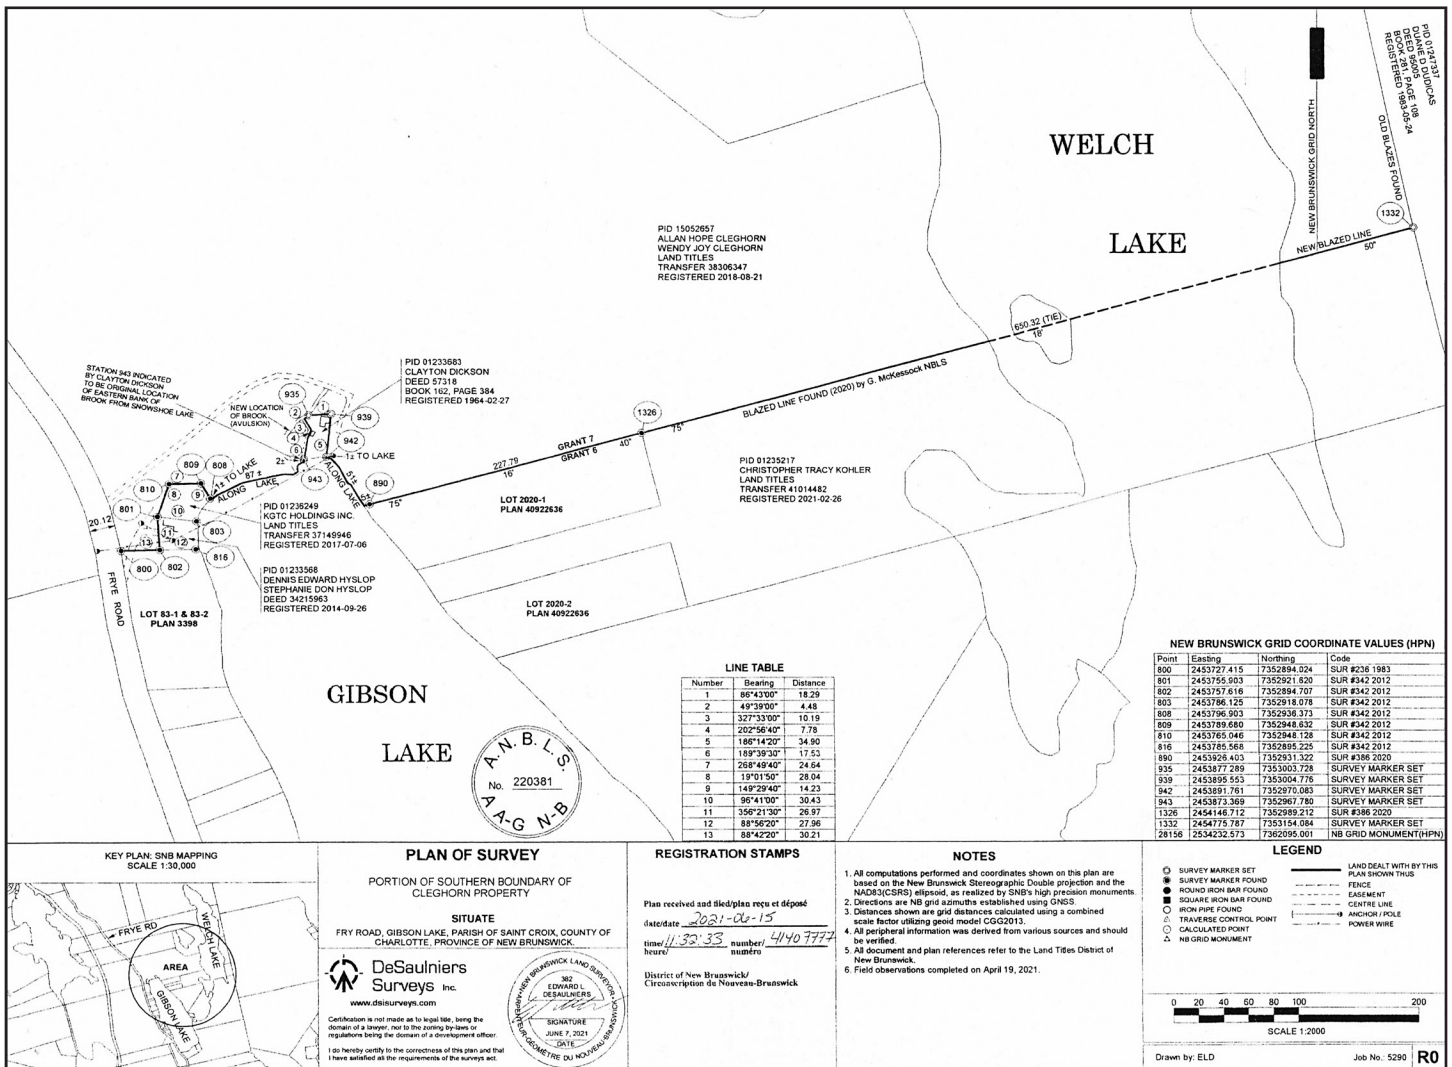 WELCH
LAKE
PID 01247337
DUANE D DUDICAS
DEED 95005
BOOK 281, PAGE 108
REGISTERED 1983-05-24
OLD BLAZES FOUND
NEW BRUNSWICK GRID NORTH
1332
NEW BLAZED LINE
50"
PID 15052657
ALLAN HOPE CLEGHORN
WENDY JOY CLEGHORN
LAND TITLES
TRANSFER 38306347
REGISTERED 2018-08-21
650.32 (TIE)
18'
BLAZED LINE FOUND (2020) by G. McKessock NBLS
1326
75°
40"
GRANT 7
GRANT 6
227.79
16'
75°
STATION 943 INDICATED
BY CLAYTON DICKSON
TO BE ORIGINAL LOCATION
OF EASTERN BANK OF
BROOK FROM SNOWSHOE LAKE
PID 01233683
CLAYTON DICKSON
DEED 57318
BOOK 162, PAGE 384
REGISTERED 1964-02-27
NEW LOCATION
OF BROOK
(AVULSION)
935
1
2
3
4
5
6
939
942
1± TO LAKE
2±
943
ALONG LAKE
51±
5±
890
809
808
1± TO LAKE
87 ±
ALONG LAKE
810
7
8
9
801
10
11
12
13
803
816
800
802
20.12
FRYE ROAD
PID 01236249
KGTC HOLDINGS INC.
LAND TITLES
TRANSFER 37149946
REGISTERED 2017-07-06
PID 01233568
DENNIS EDWARD HYSLOP
STEPHANIE DON HYSLOP
DEED 34215963
REGISTERED 2014-09-26
LOT 83-1 & 83-2
PLAN 3398
LOT 2020-1
PLAN 40922636
LOT 2020-2
PLAN 40922636
PID 01235217
CHRISTOPHER TRACY KOHLER
LAND TITLES
TRANSFER 41014482
REGISTERED 2021-02-26
GIBSON
LAKE
A.N.B.L.S.
No. 220381
A A-G N-B
LINE TABLE
Number Bearing Distance
1 86°43'00" 18.29
2 49°39'00" 4.48
3 327°33'00" 10.19
4 202°56'40" 7.78
5 186°14'20" 34.90
6 189°39'30" 17.53
7 268°49'40" 24.64
8 19°01'50" 28.04
9 149°29'40" 14.23
10 96°41'00" 30.43
11 356°21'30" 26.97
12 88°56'20" 27.96
13 88°42'20" 30.21
NEW BRUNSWICK GRID COORDINATE VALUES (HPN)
Point Easting Northing Code
800 2453727.415 7352894.024 SUR #236 1983
801 2453755.903 7352921.620 SUR #342 2012
802 2453757.616 7352894.707 SUR #342 2012
803 2453786.125 7352918.078 SUR #342 2012
808 2453796.903 7352936.373 SUR #342 2012
809 2453789.680 7352948.632 SUR #342 2012
810 2453765.046 7352948.128 SUR #342 2012
816 2453785.568 7352895.225 SUR #342 2012
890 2453926.403 7352931.322 SUR #386 2020
935 2453877.289 7353003.728 SURVEY MARKER SET
939 2453895.553 7353004.776 SURVEY MARKER SET
942 2453891.761 7352970.083 SURVEY MARKER SET
943 2453873.369 7352967.780 SURVEY MARKER SET
1326 2454146.712 7352989.212 SUR #386 2020
1332 2454775.787 7353154.084 SURVEY MARKER SET
28156 2534232.573 7362095.001 NB GRID MONUMENT(HPN)
KEY PLAN: SNB MAPPING
SCALE 1:30,000
FRYE RD
WELCH LAKE
AREA
GIBSON LAKE
PLAN OF SURVEY
PORTION OF SOUTHERN BOUNDARY OF
CLEGHORN PROPERTY
SITUATE
FRY ROAD, GIBSON LAKE, PARISH OF SAINT CROIX, COUNTY OF
CHARLOTTE, PROVINCE OF NEW BRUNSWICK.
DeSaulniers
Surveys Inc.
www.dsisurveys.com
Certification is not made as to legal title, being the
domain of a lawyer, nor to the zoning by-laws or
regulations being the domain of a development officer.
I do hereby certify to the correctness of this plan and that
I have satisfied all the requirements of the surveys act.
NEW BRUNSWICK LAND SURVEYOR
382
EDWARD L
DESAULNIERS
SIGNATURE
JUNE 7, 2021
DATE
ARPENTEUR-GÉOMÈTRE DU NOUVEAU-BRUNSWICK
REGISTRATION STAMPS
Plan received and filed/plan reçu et déposé
date/date 2021-06-15
time/ 11:32:33 number/ 41407777
heure/ numéro
District of New Brunswick/
Circonscription du Nouveau-Brunswick
NOTES
1. All computations performed and coordinates shown on this plan are
based on the New Brunswick Stereographic Double projection and the
NAD83(CSRS) ellipsoid, as realized by SNB's high precision monuments.
2. Directions are NB grid azimuths established using GNSS.
3. Distances shown are grid distances calculated using a combined
scale factor utilizing geoid model CGG2013.
4. All peripheral information was derived from various sources and should
be verified.
5. All document and plan references refer to the Land Titles District of
New Brunswick.
6. Field observations completed on April 19, 2021.
LEGEND
SURVEY MARKER SET
SURVEY MARKER FOUND
ROUND IRON BAR FOUND
SQUARE IRON BAR FOUND
IRON PIPE FOUND
TRAVERSE CONTROL POINT
CALCULATED POINT
NB GRID MONUMENT
LAND DEALT WITH BY THIS
PLAN SHOWN THUS
FENCE
EASEMENT
CENTRE LINE
ANCHOR / POLE
POWER WIRE
0 20 40 60 80 100 200
SCALE 1:2000
Drawn by: ELD
Job No.: 5290
R0